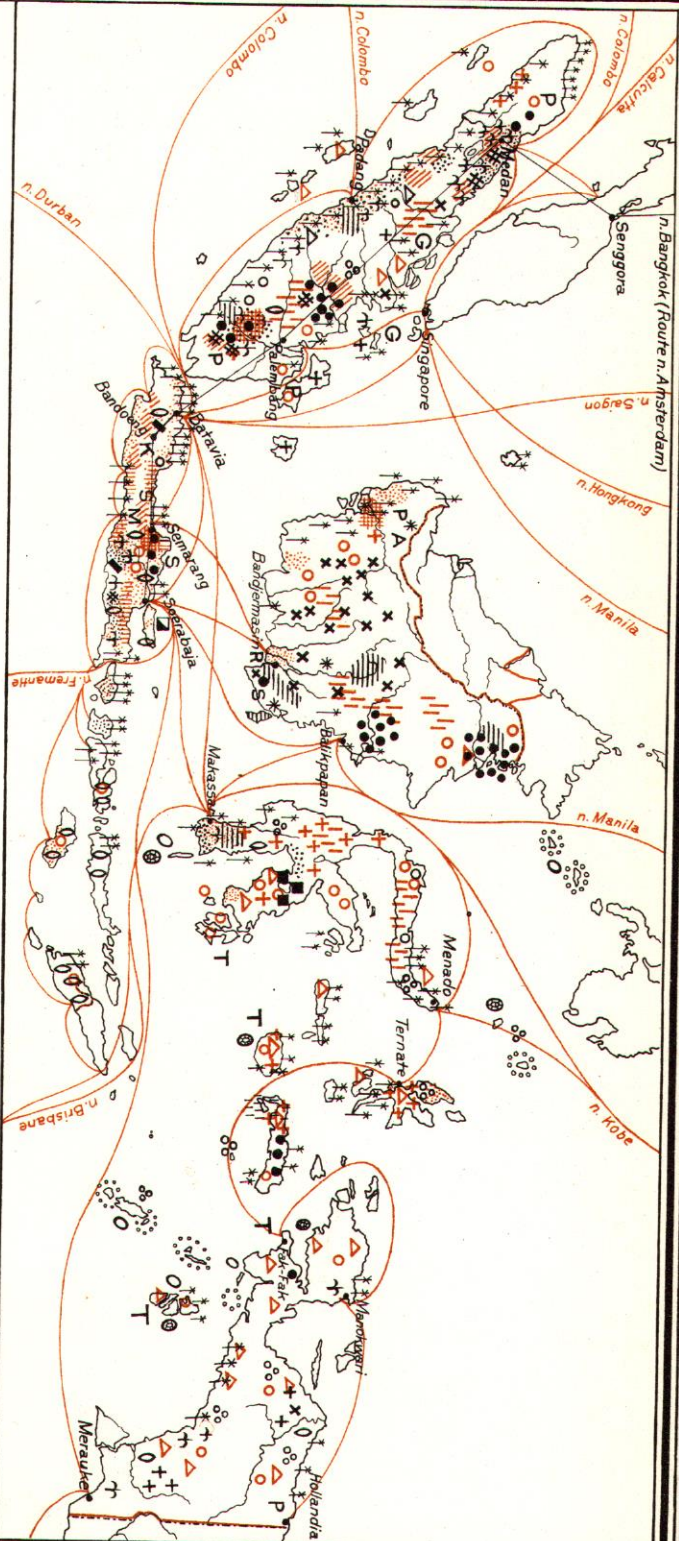 n. Colombo
n. Colombo
n. Colombo
n. Calcutta
n. Bangkok (Route n. Amsterdam)
n. Durban
Padang
Medan
Senggora
Singapore
Palembang
P
G
G
P
P
n. Saigon
n. Hongkong
n. Manila
Batavia
Bandoeng
K
S
M
Semarang
S
Soerabaja
n. Fremantle
P
A
Bandjermasin
R
S
Balikpapan
Makassar
n. Manila
Menado
Ternate
n. Kobe
n. Brisbane
T
T
T
T
Fak-Fak
Manokwari
Hollandia
P
Merauke